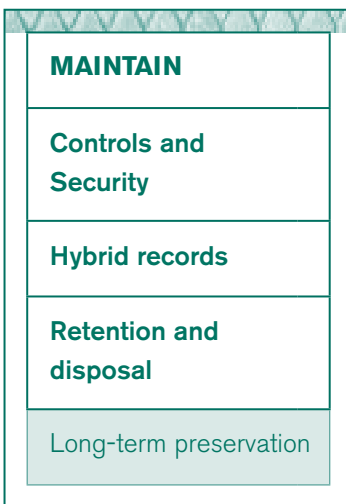 MAINTAIN
Controls and
Security
Hybrid records
Retention and
disposal
Long-term preservation